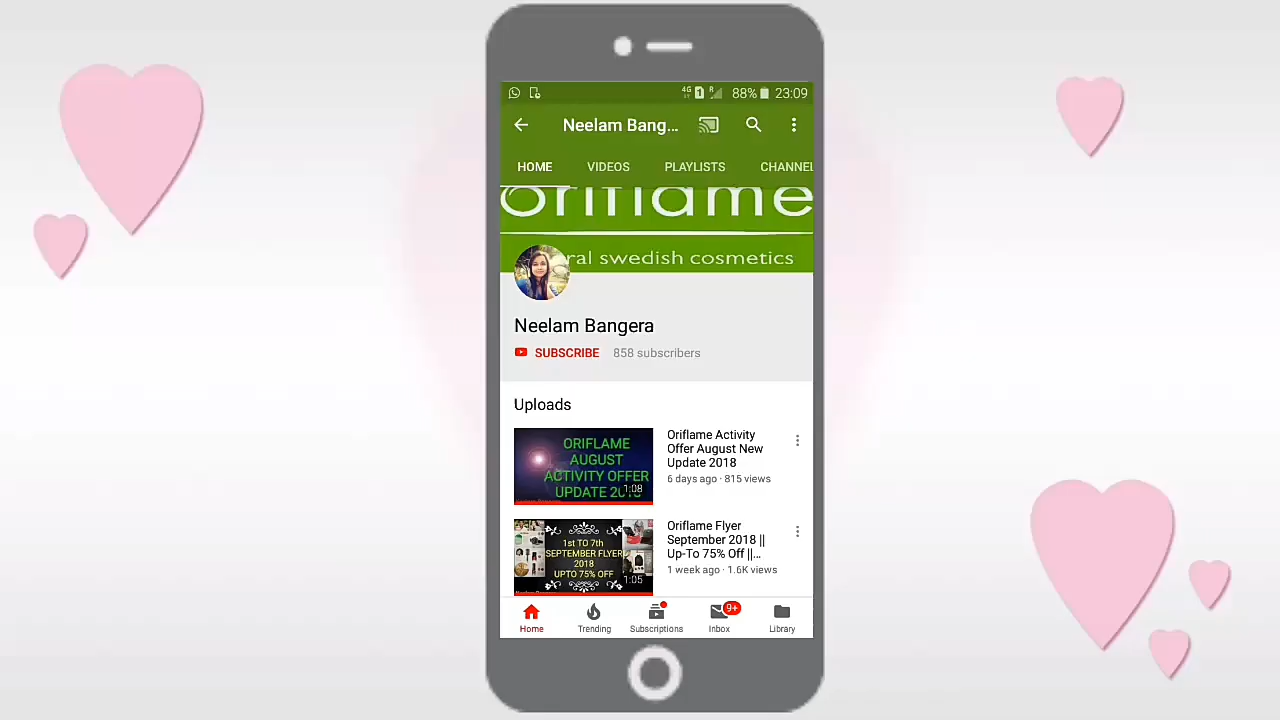 4G 1 R 88% 23:09
Neelam Bang...
HOME VIDEOS PLAYLISTS CHANNEL
oriflame
ral swedish cosmetics
Neelam Bangera
SUBSCRIBE 858 subscribers
Uploads
ORIFLAME
AUGUST
ACTIVITY OFFER
UPDATE 2018
1:08
Oriflame Activity
Offer August New
Update 2018
6 days ago · 815 views
1st TO 7th
SEPTEMBER FLYER
2018
UPTO 75% OFF
1:05
Oriflame Flyer
September 2018 ||
Up-To 75% Off ||...
1 week ago · 1.6K views
9+
Home Trending Subscriptions Inbox Library